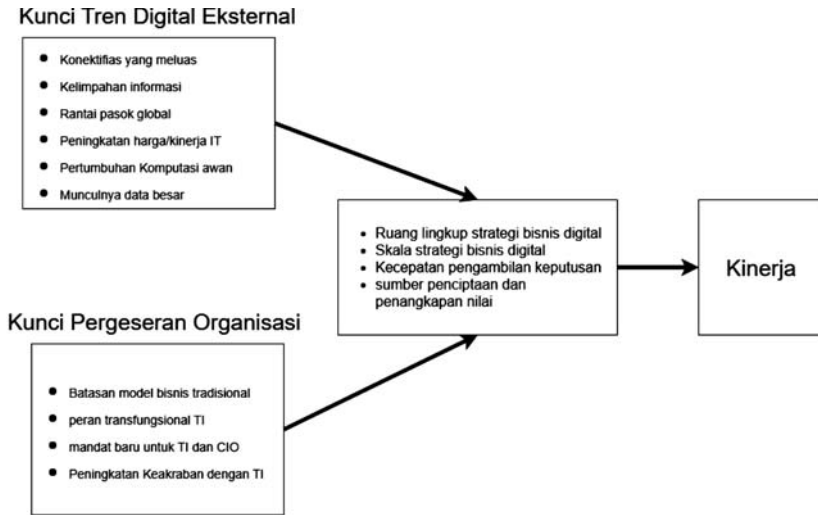 Kunci Tren Digital Eksternal
• Konektifias yang meluas
• Kelimpahan informasi
• Rantai pasok global
• Peningkatan harga/kinerja IT
• Pertumbuhan Komputasi awan
• Munculnya data besar
Kunci Pergeseran Organisasi
• Batasan model bisnis tradisional
• peran transfungsional TI
• mandat baru untuk TI dan CIO
• Peningkatan Keakraban dengan TI
• Ruang lingkup strategi bisnis digital
• Skala strategi bisnis digital
• Kecepatan pengambilan keputusan
• sumber penciptaan dan
penangkapan nilai
Kinerja